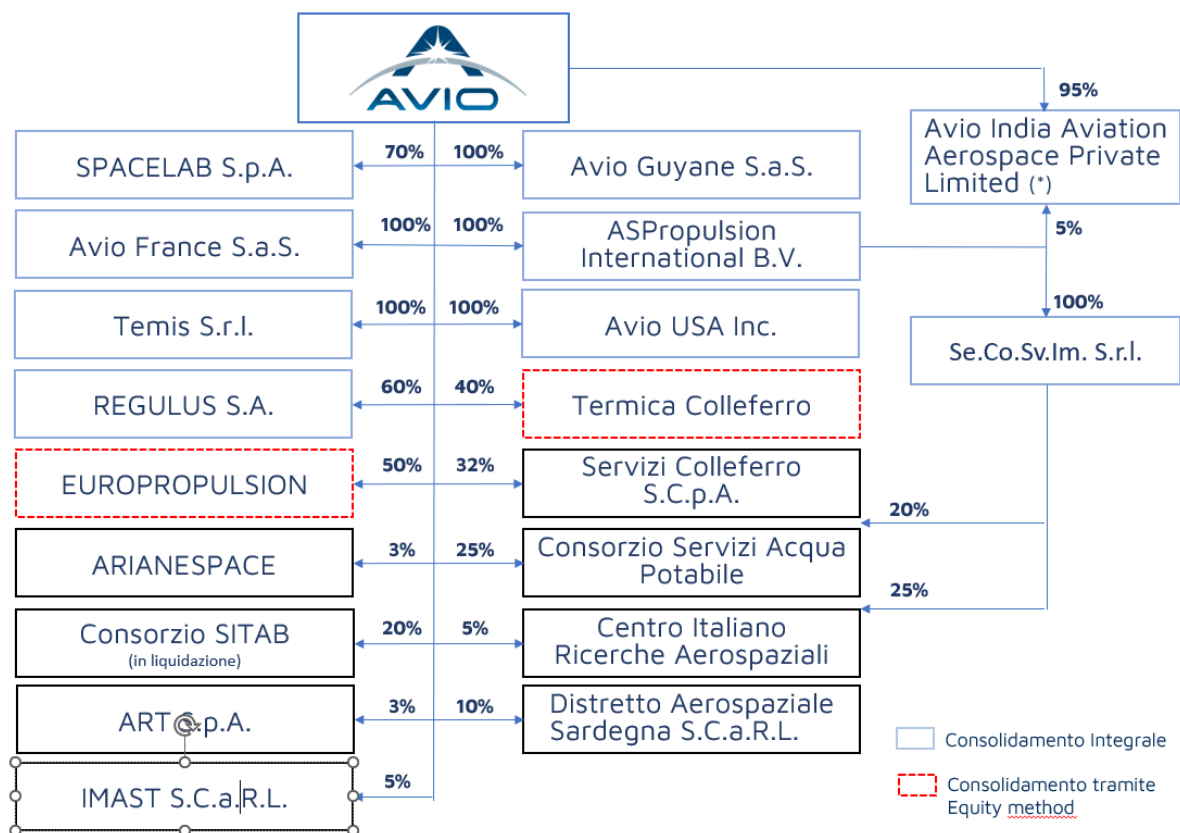 AVIO
95%
Avio India Aviation
Aerospace Private
Limited (*)
SPACELAB S.p.A.
70%
100%
Avio Guyane S.a.S.
5%
Avio France S.a.S.
100%
100%
ASPropulsion
International B.V.
100%
Temis S.r.l.
100%
100%
Avio USA Inc.
Se.Co.Sv.Im. S.r.l.
REGULUS S.A.
60%
40%
Termica Colleferro
EUROPROPULSION
50%
32%
Servizi Colleferro
S.C.p.A.
20%
ARIANESPACE
3%
25%
Consorzio Servizi Acqua
Potabile
25%
Consorzio SITAB
(in liquidazione)
20%
5%
Centro Italiano
Ricerche Aerospaziali
ART S.p.A.
3%
10%
Distretto Aerospaziale
Sardegna S.C.a.R.L.
IMAST S.C.a.R.L.
5%
Consolidamento Integrale
Consolidamento tramite
Equity method